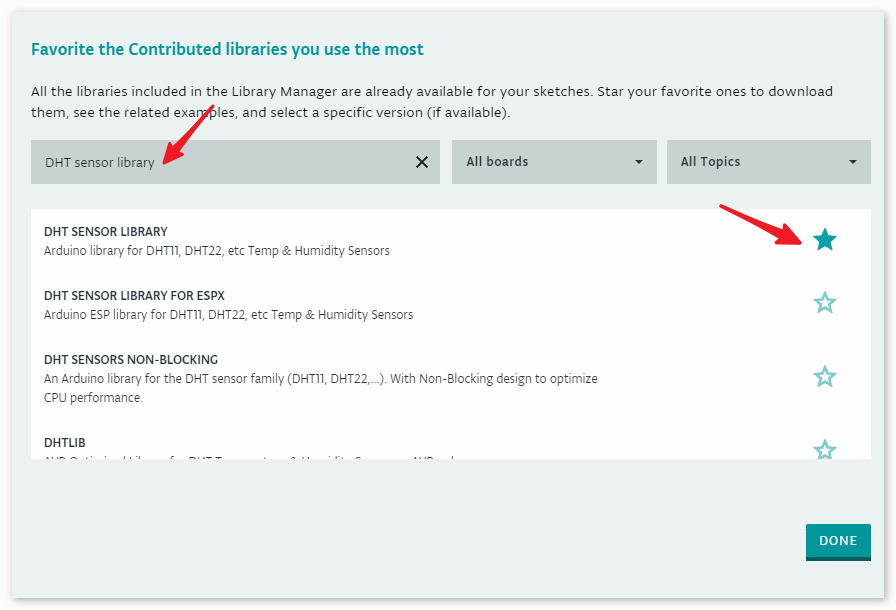 Favorite the Contributed libraries you use the most
All the libraries included in the Library Manager are already available for your sketches. Star your favorite ones to download
them, see the related examples, and select a specific version (if available).
DHT sensor library
All boards
All Topics
DHT SENSOR LIBRARY
Arduino library for DHT11, DHT22, etc Temp & Humidity Sensors
DHT SENSOR LIBRARY FOR ESPX
Arduino ESP library for DHT11, DHT22, etc Temp & Humidity Sensors
DHT SENSORS NON-BLOCKING
An Arduino library for the DHT sensor family (DHT11, DHT22,...). With Non-Blocking design to optimize
CPU performance.
DHTLIB
DONE